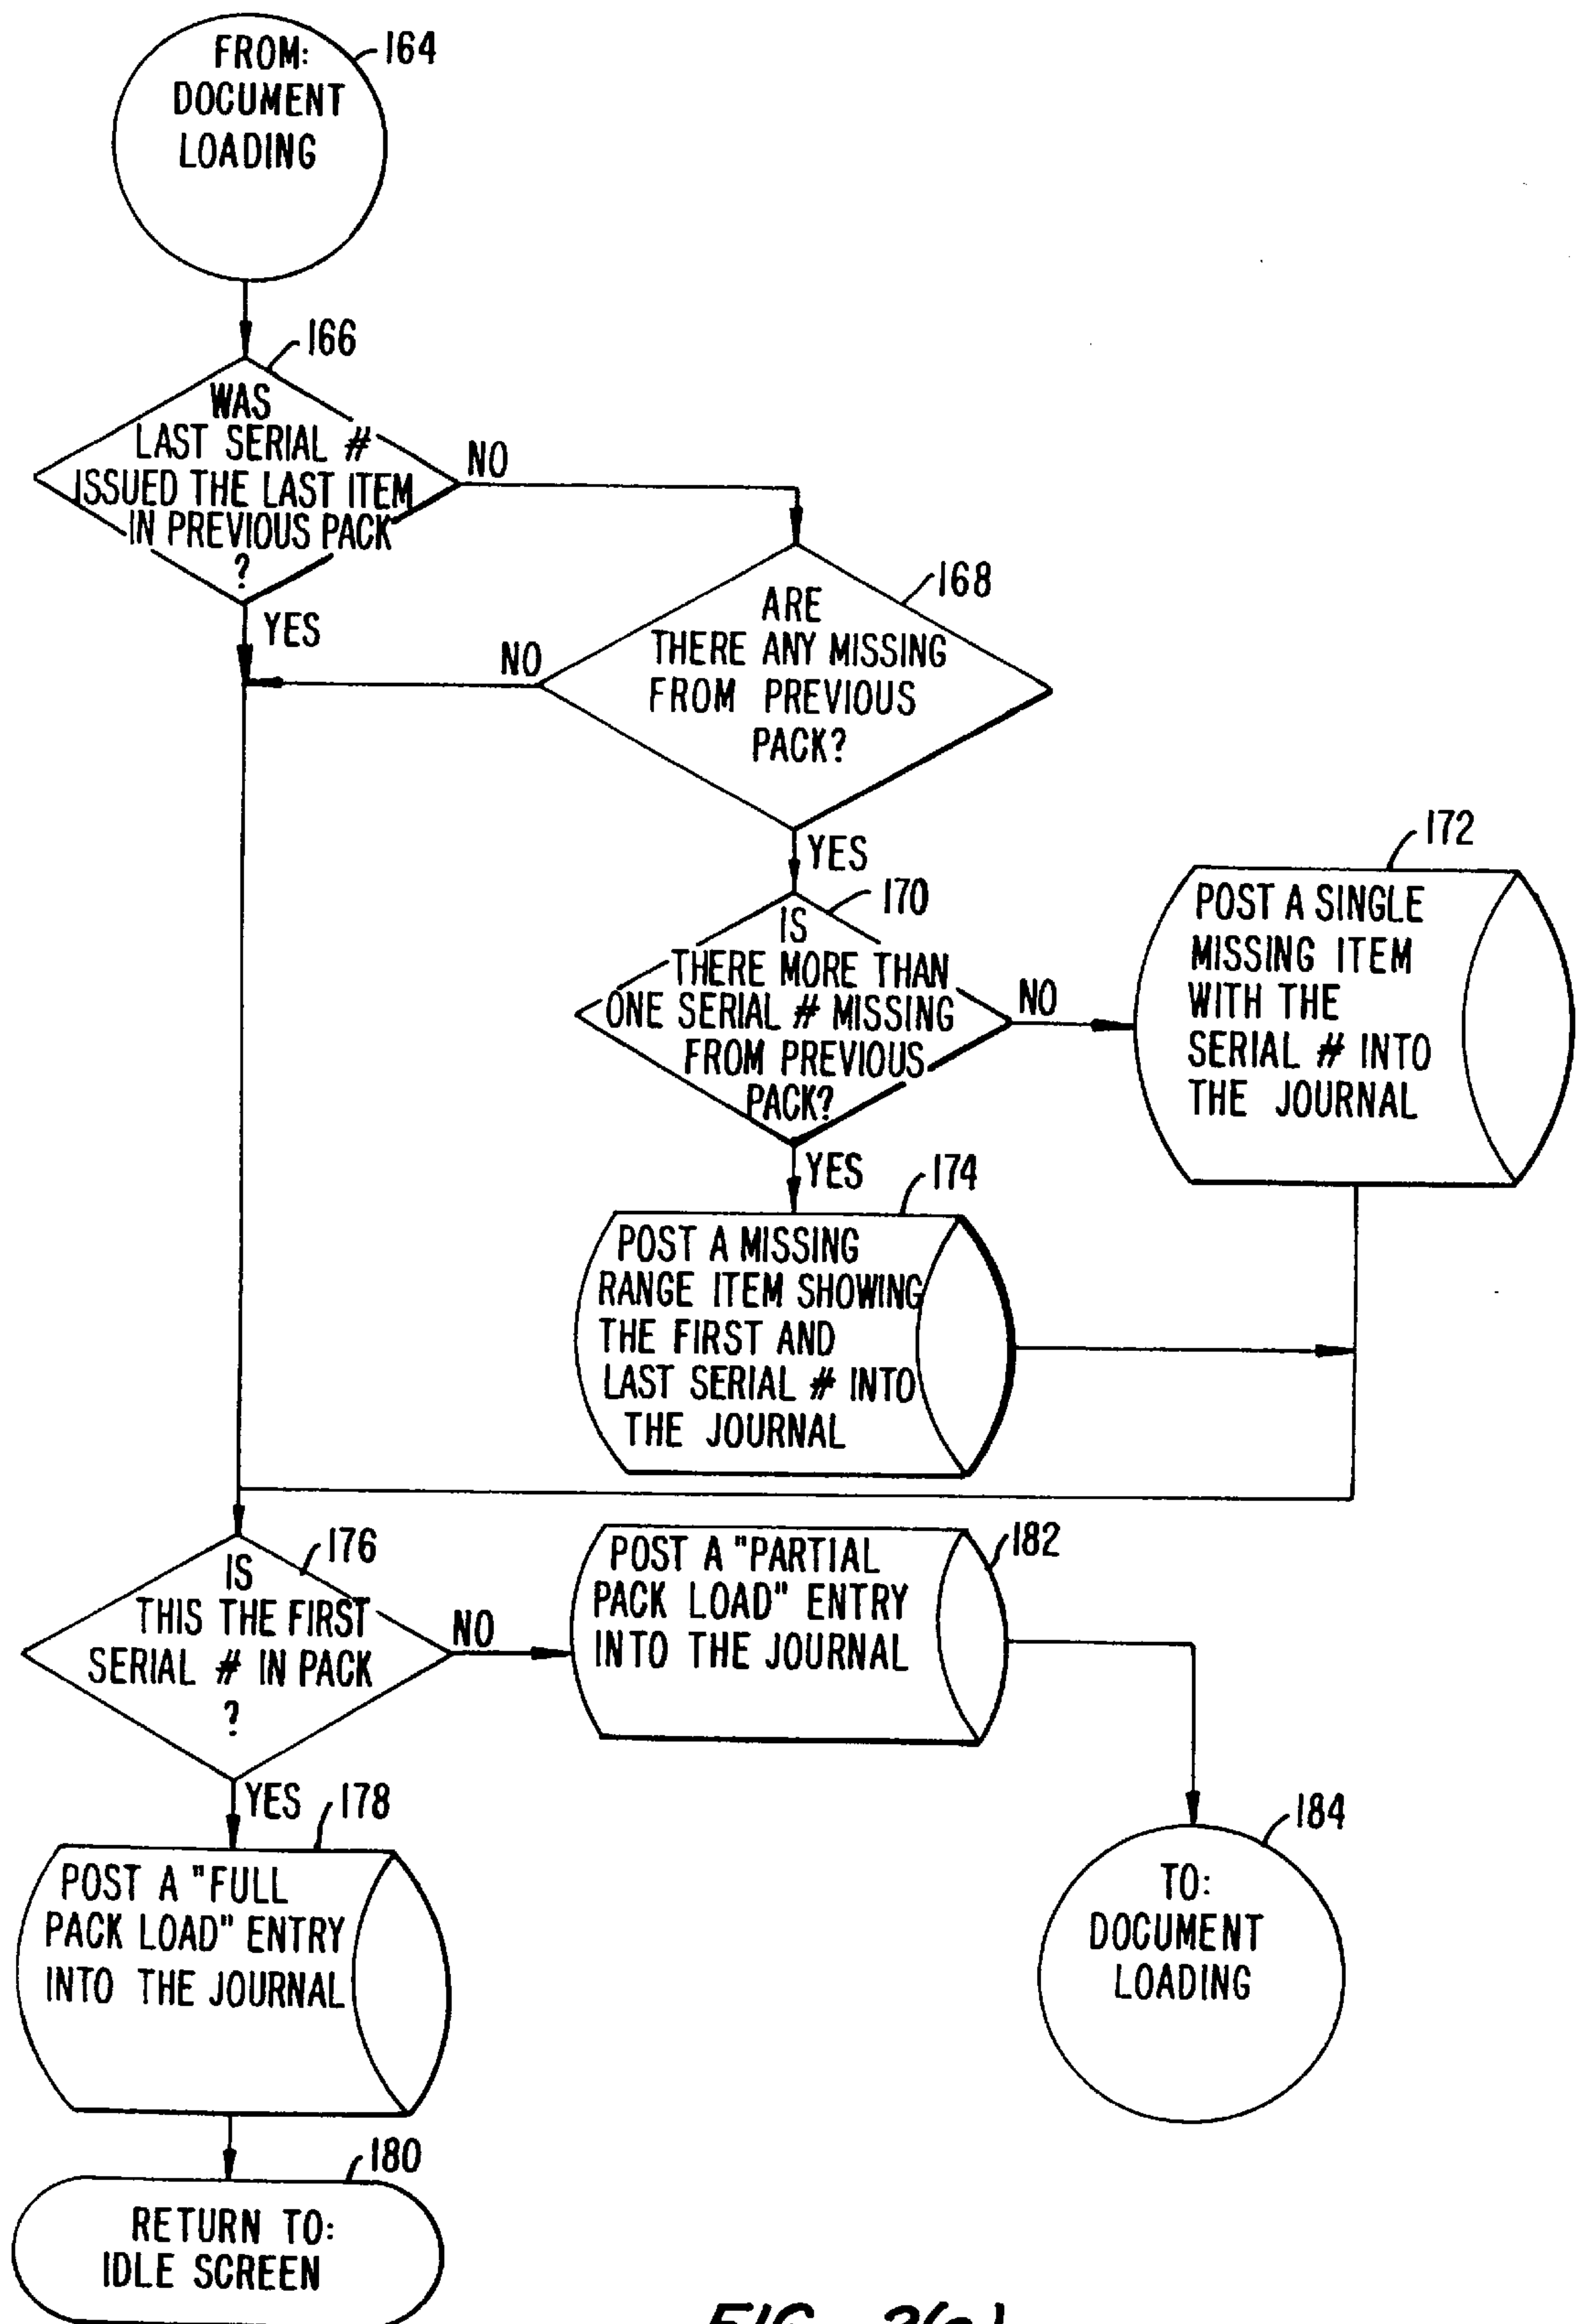 FROM:
DOCUMENT
LOADING
164
166
WAS
LAST SERIAL #
ISSUED THE LAST ITEM
IN PREVIOUS PACK
?
NO
YES
168
ARE
THERE ANY MISSING
FROM PREVIOUS
PACK?
NO
YES
170
IS
THERE MORE THAN
ONE SERIAL # MISSING
FROM PREVIOUS
PACK?
NO
YES
172
POST A SINGLE
MISSING ITEM
WITH THE
SERIAL # INTO
THE JOURNAL
174
POST A MISSING
RANGE ITEM SHOWING
THE FIRST AND
LAST SERIAL # INTO
THE JOURNAL
176
IS
THIS THE FIRST
SERIAL # IN PACK
?
NO
YES
182
POST A "PARTIAL
PACK LOAD" ENTRY
INTO THE JOURNAL
178
POST A "FULL
PACK LOAD" ENTRY
INTO THE JOURNAL
184
TO:
DOCUMENT
LOADING
180
RETURN TO:
IDLE SCREEN